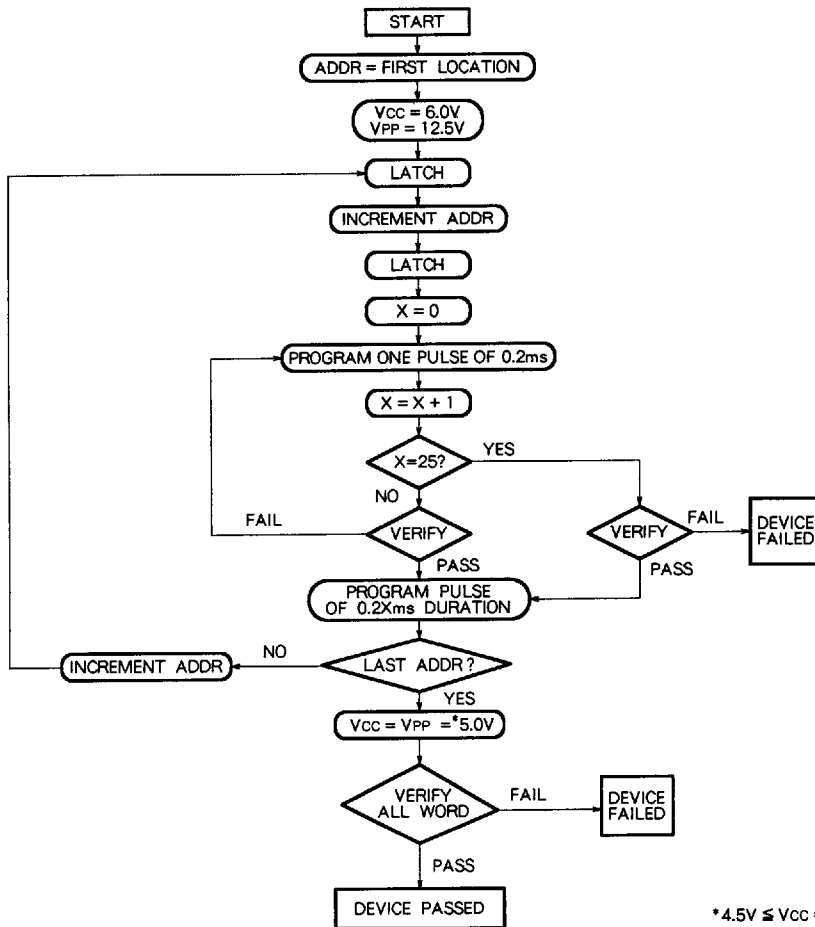 START
ADDR = FIRST LOCATION
VCC = 6.0V
VPP = 12.5V
LATCH
INCREMENT ADDR
LATCH
X = 0
PROGRAM ONE PULSE OF 0.2ms
X = X + 1
X=25?
YES
NO
FAIL
VERIFY
VERIFY
FAIL
DEVICE
FAILED
PASS
PASS
PROGRAM PULSE
OF 0.2Xms DURATION
INCREMENT ADDR
NO
LAST ADDR?
YES
VCC = VPP = *5.0V
VERIFY
ALL WORD
FAIL
DEVICE
FAILED
PASS
DEVICE PASSED
*4.5V ≦ VCC =